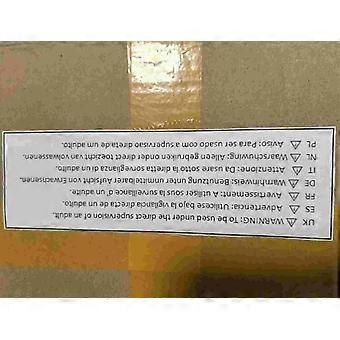 UK ⚠ WARNING: To be used under the direct supervision of an adult.
ES ⚠ Advertencia: Utilícese bajo la vigilancia directa de un adulto.
FR ⚠ Avertissement: A utiliser sous la surveillance d'un adulte.
DE ⚠ Warnhinweis: Benutzung unter unmittelbarer Aufsicht von Erwachsenen.
IT ⚠ Attenzione: Da usare sotto la diretta sorveglianza di un adulto.
NL ⚠ Waarschuwing: Allen gebruiken onder direct toezicht van volwassenen.
PL ⚠ Aviso: Para ser usado com a supervisão direta de um adulto.